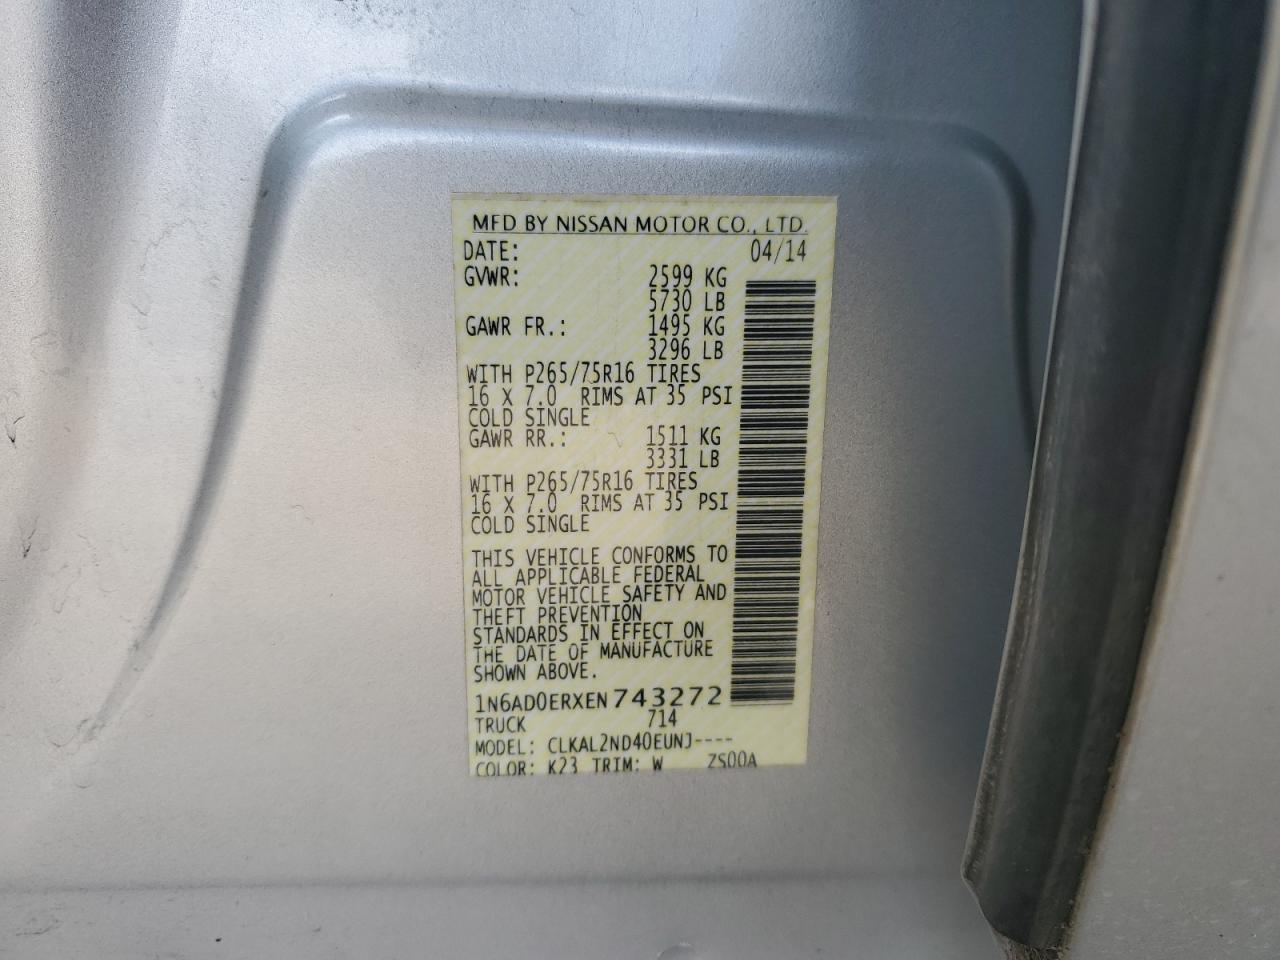 MFD BY NISSAN MOTOR CO., LTD.
DATE: 04/14
GVWR: 2599 KG
5730 LB
GAWR FR.: 1495 KG
3296 LB
WITH P265/75R16 TIRES
16 X 7.0 RIMS AT 35 PSI
COLD SINGLE
GAWR RR.: 1511 KG
3331 LB
WITH P265/75R16 TIRES
16 X 7.0 RIMS AT 35 PSI
COLD SINGLE
THIS VEHICLE CONFORMS TO
ALL APPLICABLE FEDERAL
MOTOR VEHICLE SAFETY AND
THEFT PREVENTION
STANDARDS IN EFFECT ON
THE DATE OF MANUFACTURE
SHOWN ABOVE.
1N6AD0ERXEN743272
TRUCK 714
MODEL: CLKAL2ND40EUNJ----
COLOR: K23 TRIM: W ZS00A